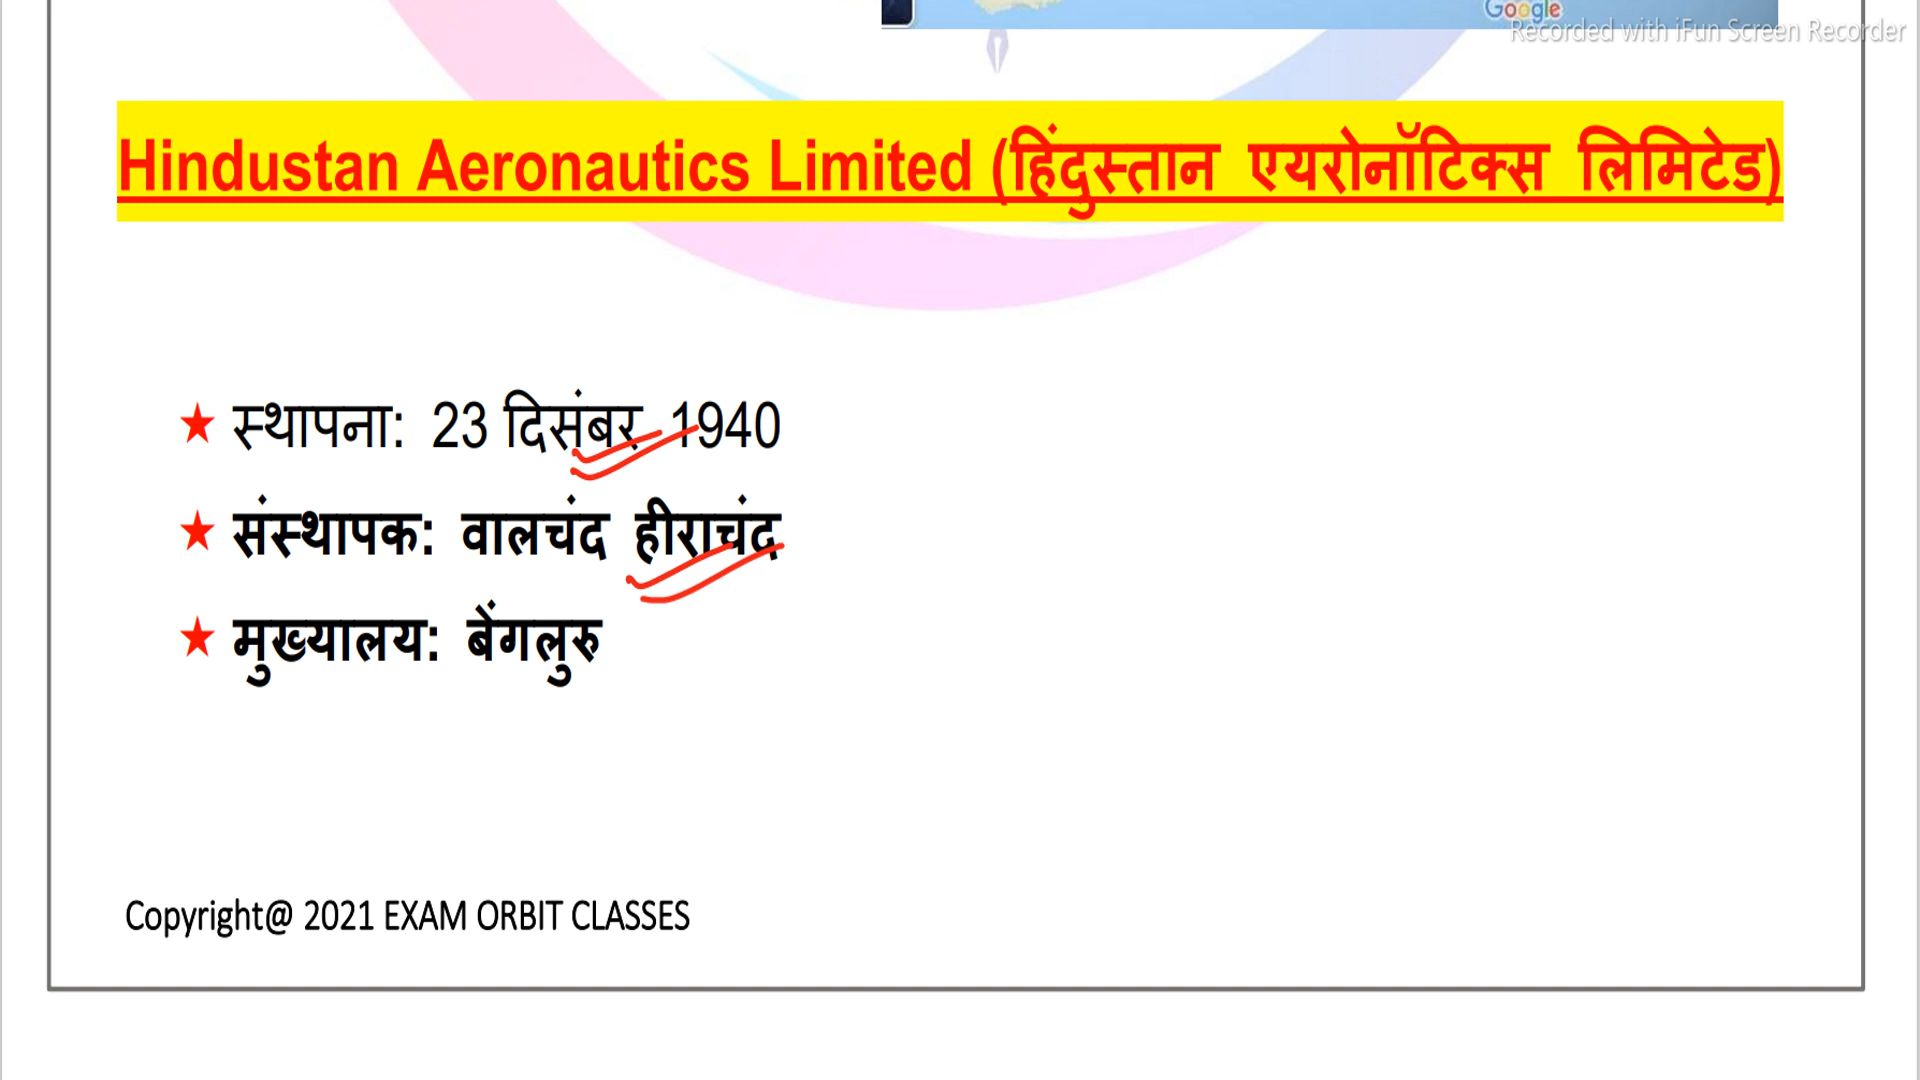 Google
Recorded with iFun Screen Recorder
Hindustan Aeronautics Limited (हिंदुस्तान एयरोनॉटिक्स लिमिटेड)
★ स्थापना: 23 दिसंबर 1940
★ संस्थापक: वालचंद हीराचंद
★ मुख्यालय: बेंगलुरु
Copyright@ 2021 EXAM ORBIT CLASSES